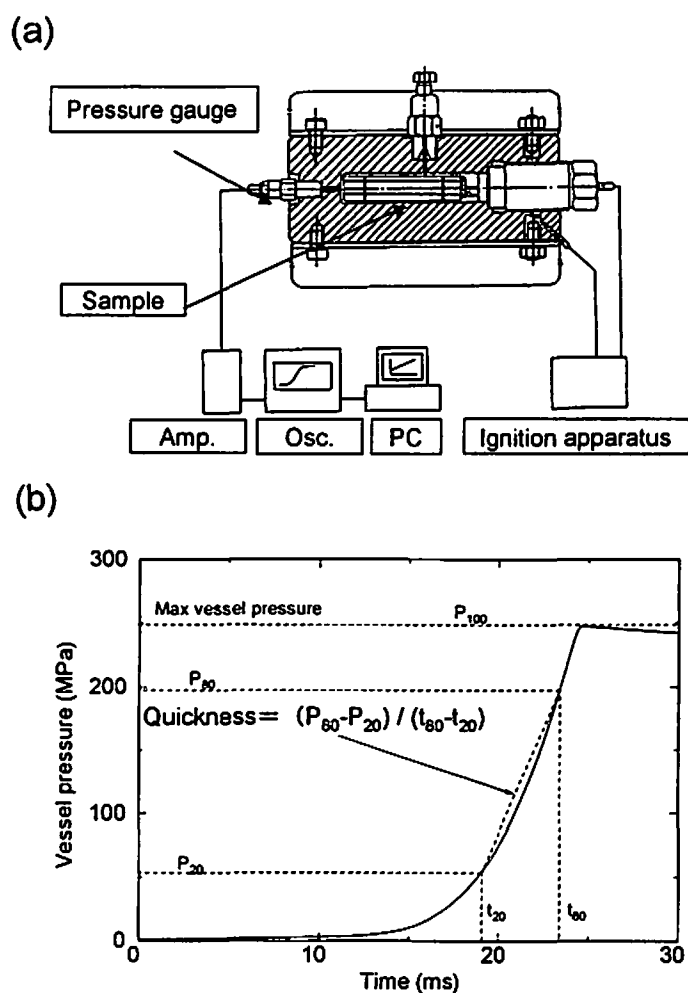 (a)
Pressure gauge
Sample
Amp.
Osc.
PC
Ignition apparatus
(b)
300
Max vessel pressure
P100
P80
200
Quickness= (P80-P20) / (t80-t20)
Vessel pressure (MPa)
100
P20
t20
t80
0
0
10
20
30
Time (ms)